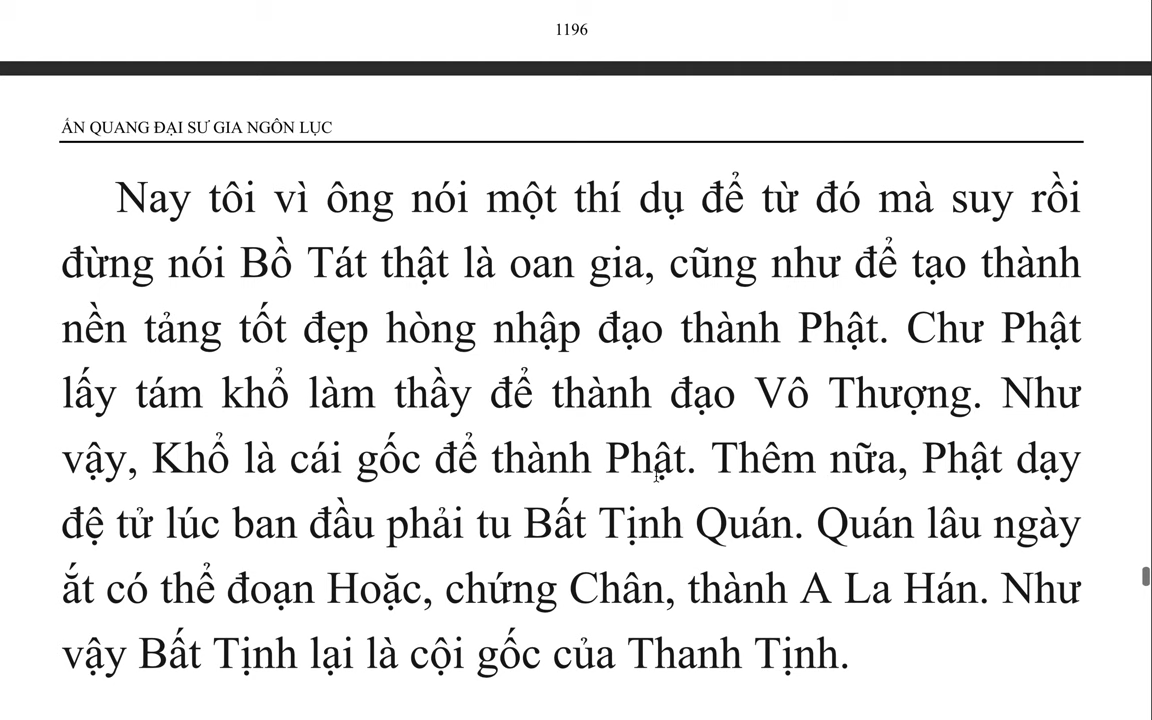 1196
ẤN QUANG ĐẠI SƯ GIA NGÔN LỤC
Nay tôi vì ông nói một thí dụ để từ đó mà suy rồi
đừng nói Bồ Tát thật là oan gia, cũng như để tạo thành
nền tảng tốt đẹp hòng nhập đạo thành Phật. Chư Phật
lấy tám khổ làm thầy để thành đạo Vô Thượng. Như
vậy, Khổ là cái gốc để thành Phật. Thêm nữa, Phật dạy
đệ tử lúc ban đầu phải tu Bất Tịnh Quán. Quán lâu ngày
ắt có thể đoạn Hoặc, chứng Chân, thành A La Hán. Như
vậy Bất Tịnh lại là cội gốc của Thanh Tịnh.